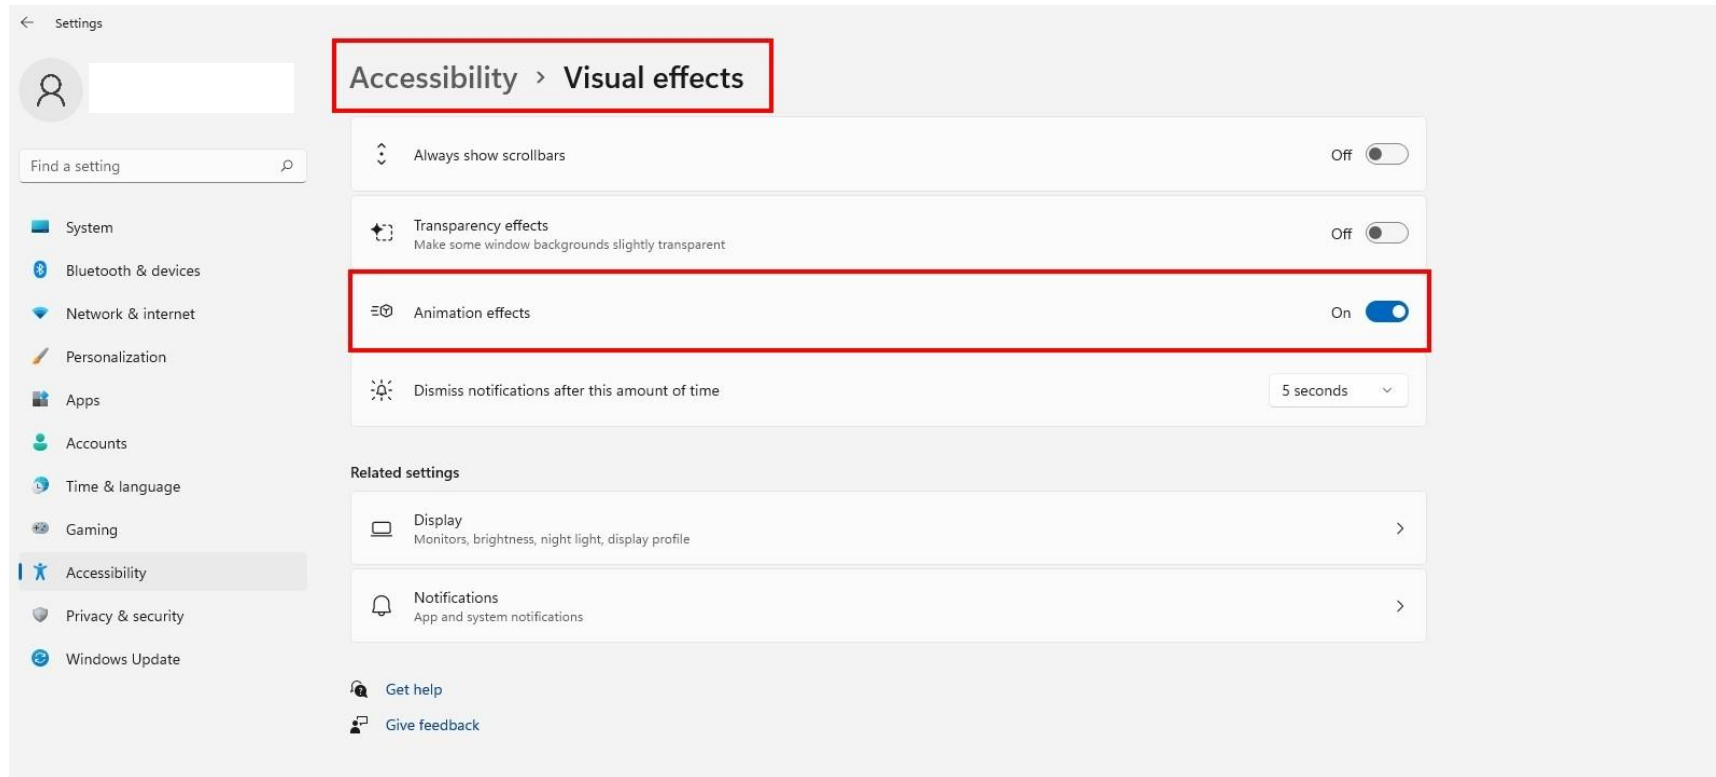 Settings
Accessibility > Visual effects
Find a setting
System
Bluetooth & devices
Network & internet
Personalization
Apps
Accounts
Time & language
Gaming
Accessibility
Privacy & security
Windows Update
Always show scrollbars
Off
Transparency effects
Make some window backgrounds slightly transparent
Off
Animation effects
On
Dismiss notifications after this amount of time
5 seconds
Related settings
Display
Monitors, brightness, night light, display profile
Notifications
App and system notifications
Get help
Give feedback